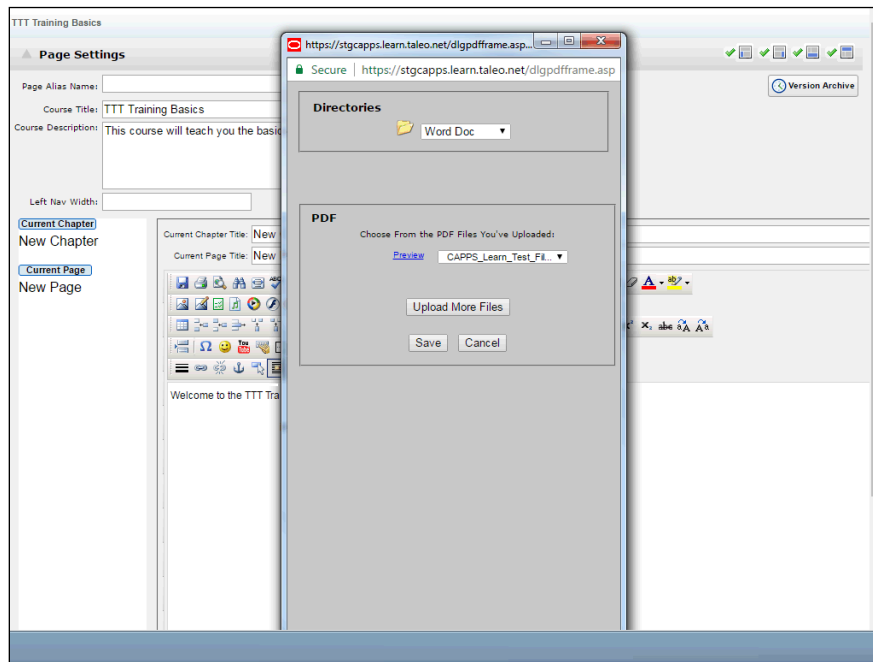 TTT Training Basics
https://stgcapps.learn.taleo.net/dlgpdfframe.asp...
Page Settings
Secure | https://stgcapps.learn.taleo.net/dlgpdfframe.asp
Page Alias Name:
Version Archive
Course Title: TTT Training Basics
Directories
Course Description: This course will teach you the basic
Word Doc
Left Nav Width:
PDF
Current Chapter
New Chapter
Current Chapter Title: New
Choose From the PDF Files You've Uploaded:
Current Page Title: New
Preview CAPPS_Learn_Test_Fil...
Current Page
New Page
Upload More Files
Save Cancel
Welcome to the TTT Tra